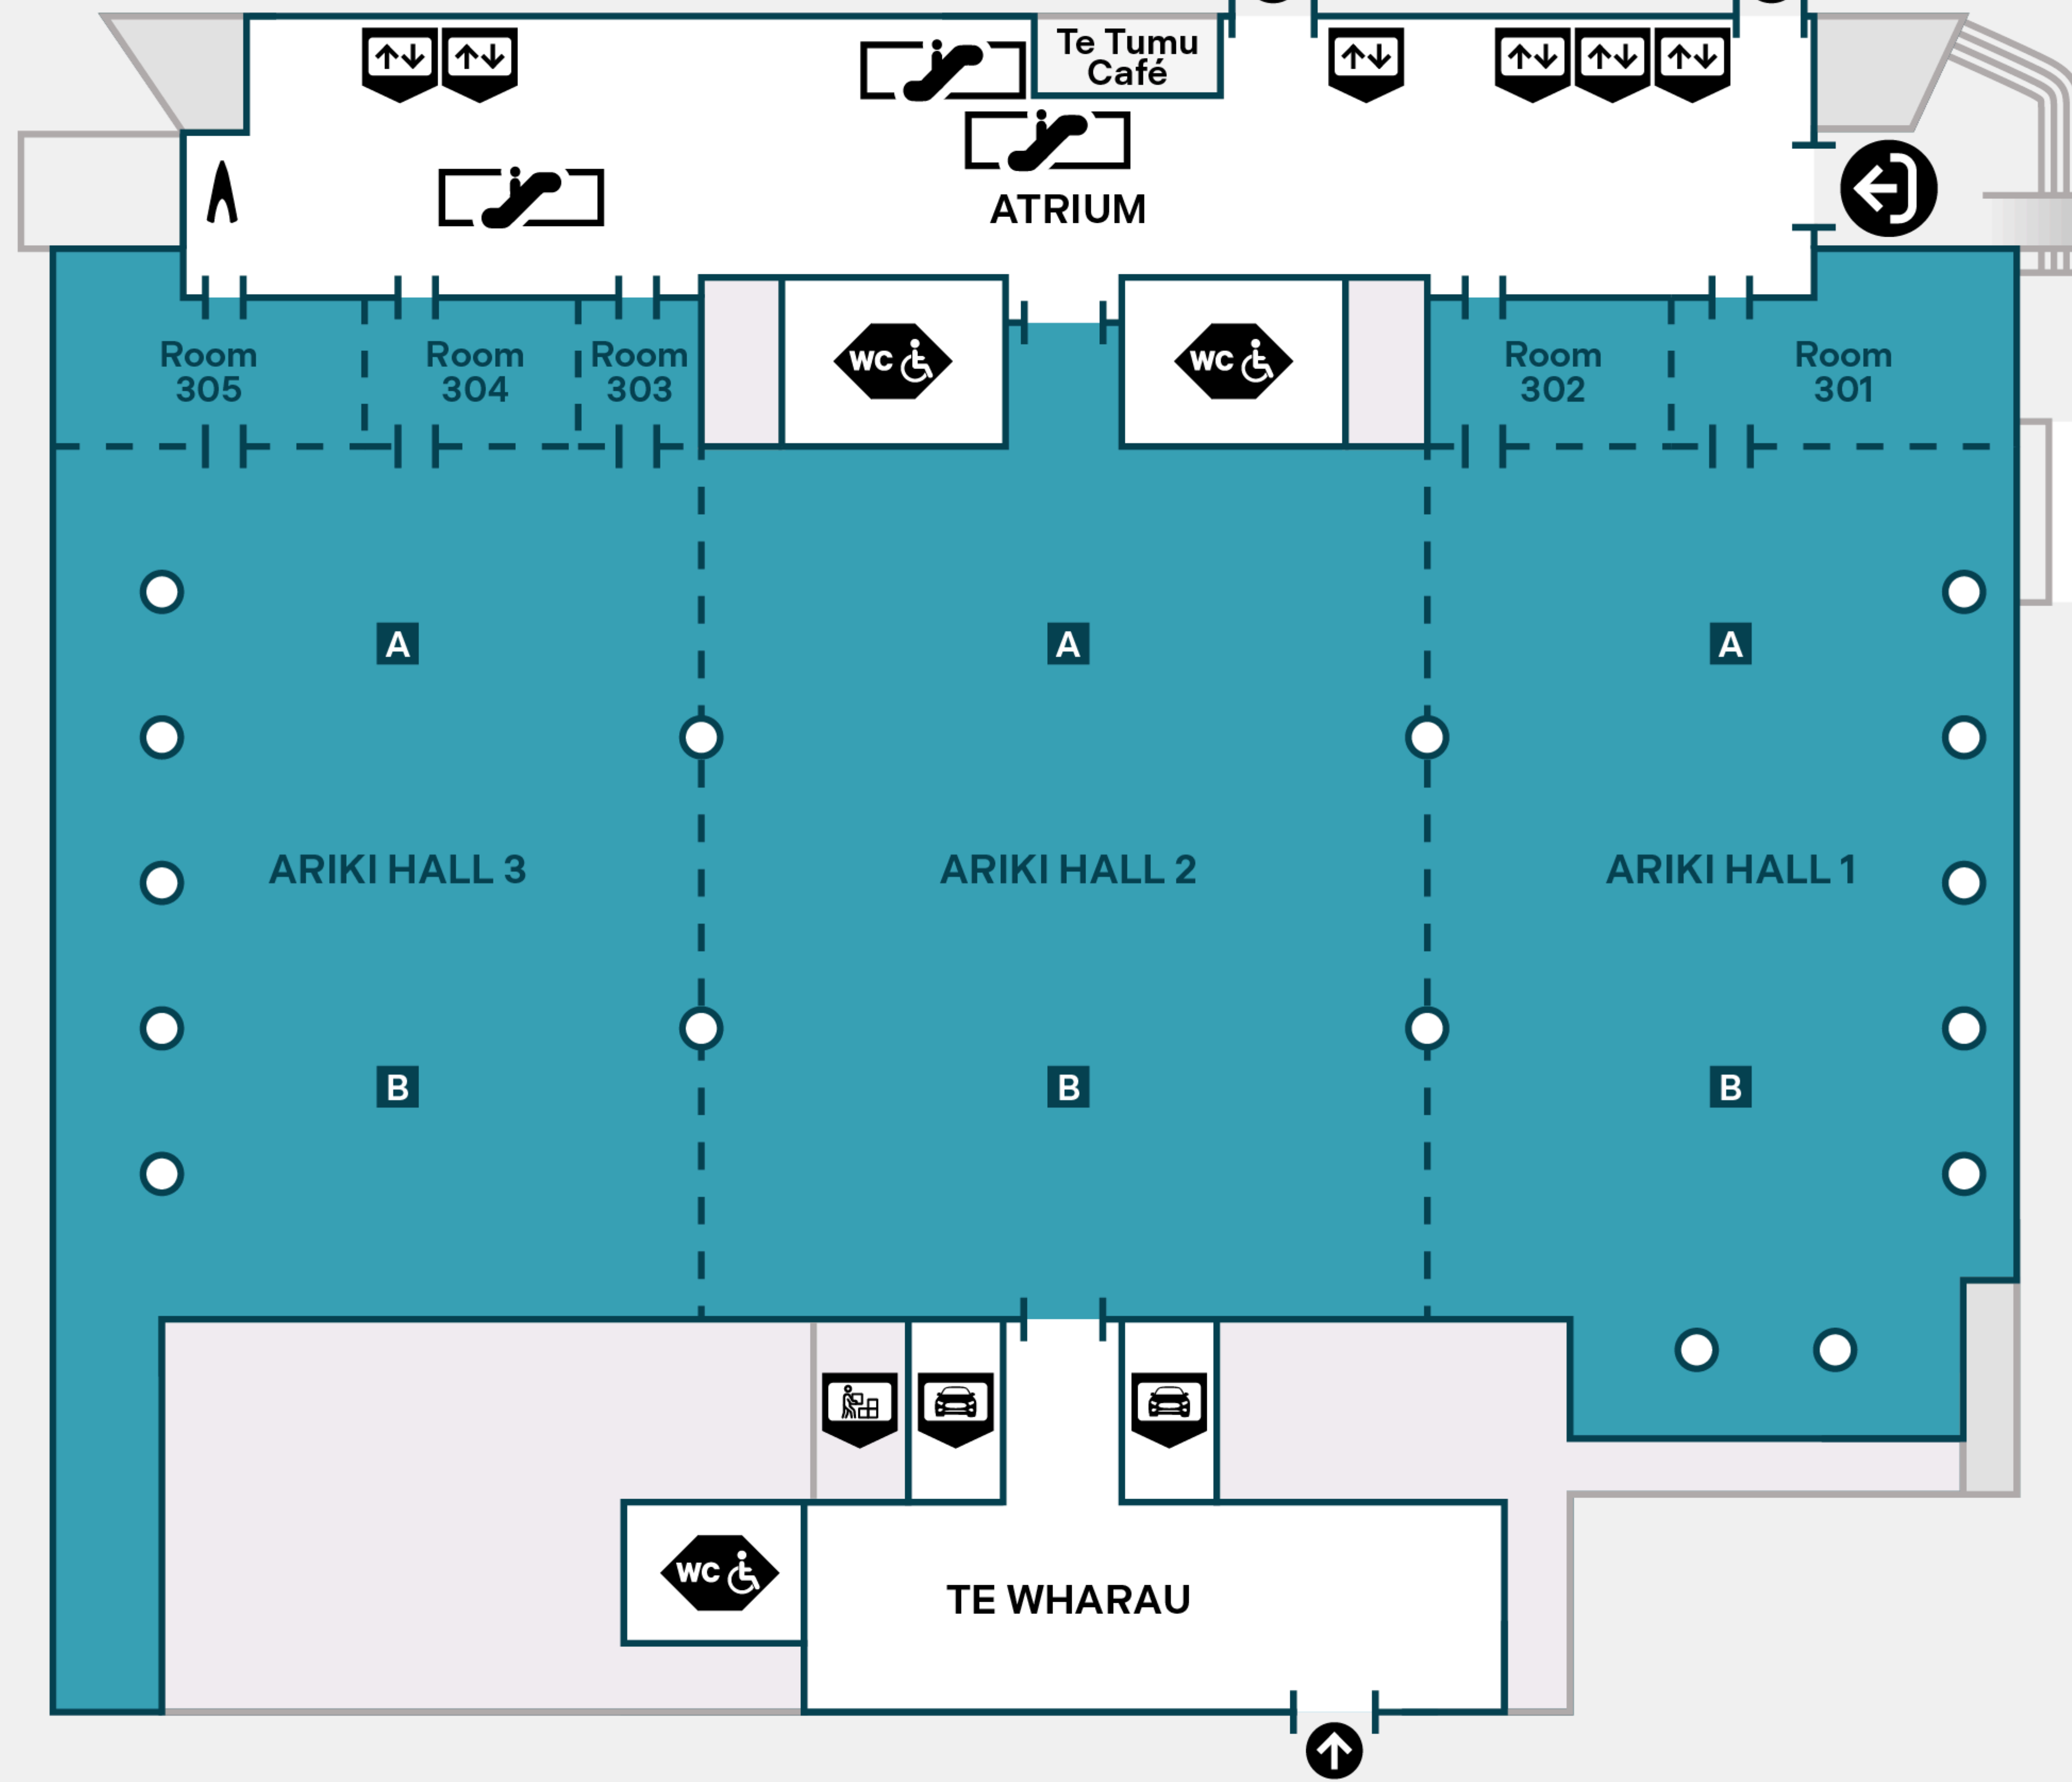 Te Tumu
Café
ATRIUM
Room
305
Room
304
Room
303
WC
WC
Room
302
Room
301
A
A
A
ARIKI HALL 3
ARIKI HALL 2
ARIKI HALL 1
B
B
B
WC
TE WHARAU